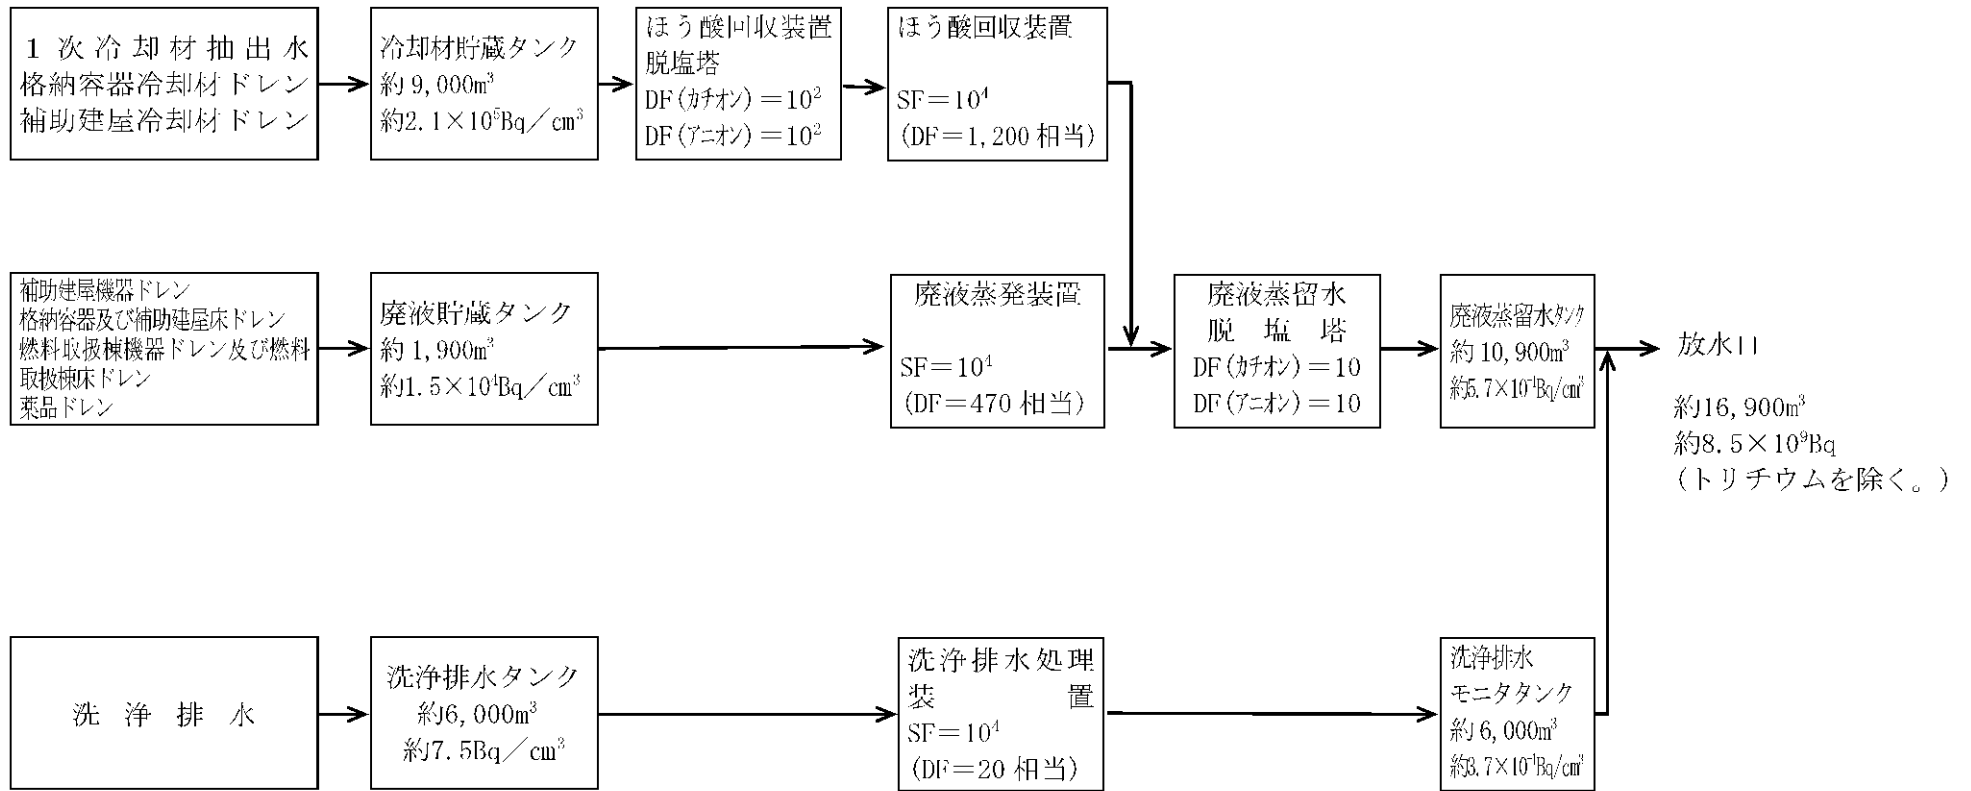 1次冷却材抽出水
格納容器冷却材ドレン
補助建屋冷却材ドレン
冷却材貯蔵タンク
約9,000m³
約2.1×10⁵Bq／cm³
ほう酸回収装置
脱塩塔
DF(カチオン)＝10²
DF(アニオン)＝10²
ほう酸回収装置
SF＝10⁴
(DF＝1,200相当)
補助建屋機器ドレン
格納容器及び補助建屋床ドレン
燃料取扱棟機器ドレン及び燃料
取扱棟床ドレン
薬品ドレン
廃液貯蔵タンク
約1,900m³
約1.5×10⁴Bq／cm³
廃液蒸発装置
SF＝10⁴
(DF＝470相当)
廃液蒸留水
脱塩塔
DF(カチオン)＝10
DF(アニオン)＝10
廃液蒸留水タンク
約10,900m³
約5.7×10⁻¹Bq/cm³
放水口
約16,900m³
約8.5×10⁹Bq
(トリチウムを除く。)
洗浄排水
洗浄排水タンク
約6,000m³
約7.5Bq／cm³
洗浄排水処理
装置
SF＝10⁴
(DF＝20相当)
洗浄排水
モニタタンク
約6,000m³
約3.7×10⁻¹Bq/cm³